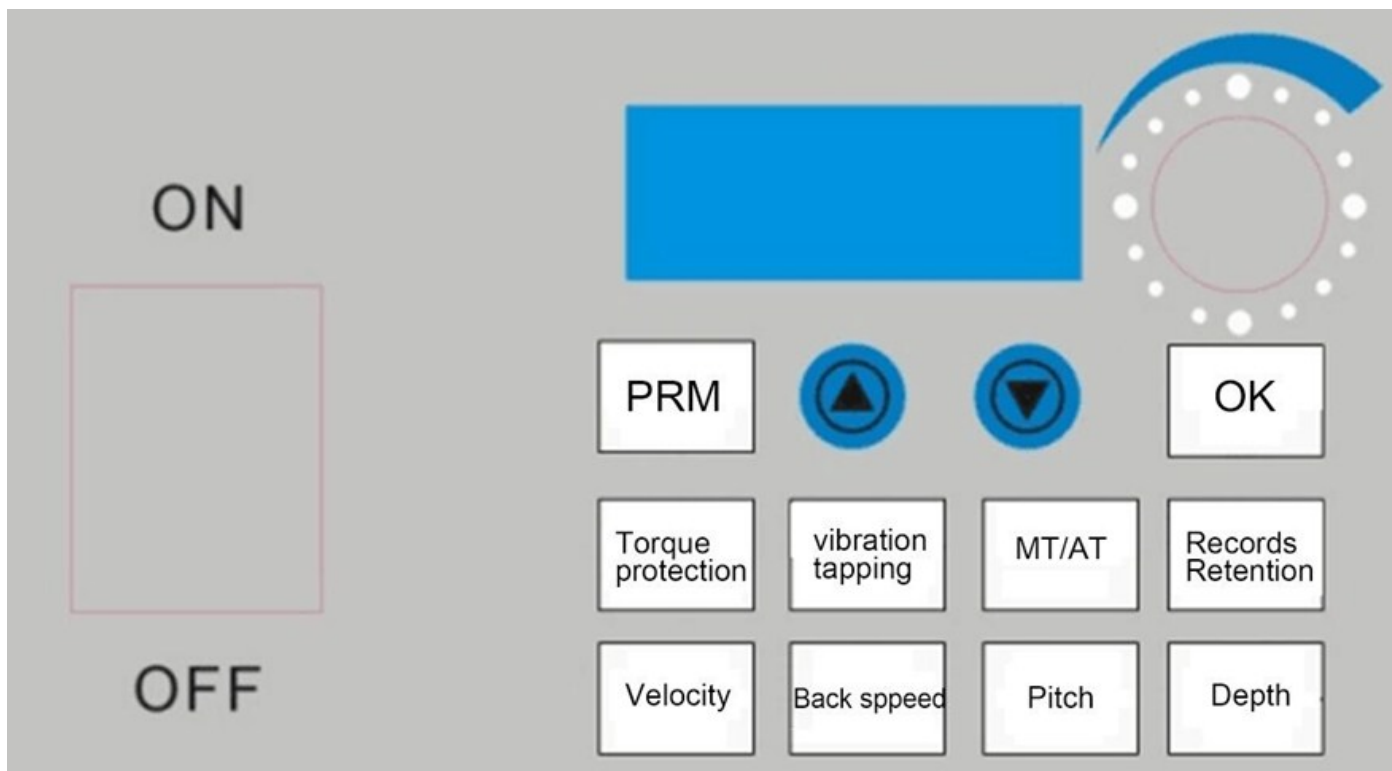 ON
OFF
PRM
OK
Torque
protection
vibration
tapping
MT/AT
Records
Retention
Velocity
Back sppeed
Pitch
Depth